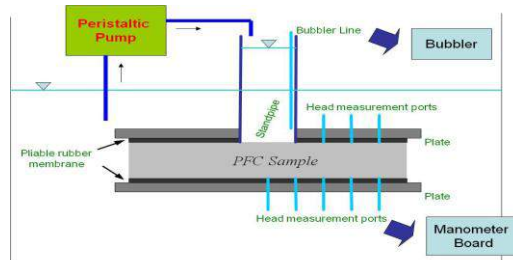 Peristaltic
Pump
Bubbler Line
Bubbler
Standpipe
Head measurement ports
Plate
Pliable rubber
membrane
PFC Sample
Plate
Head measurement ports
Manometer
Board